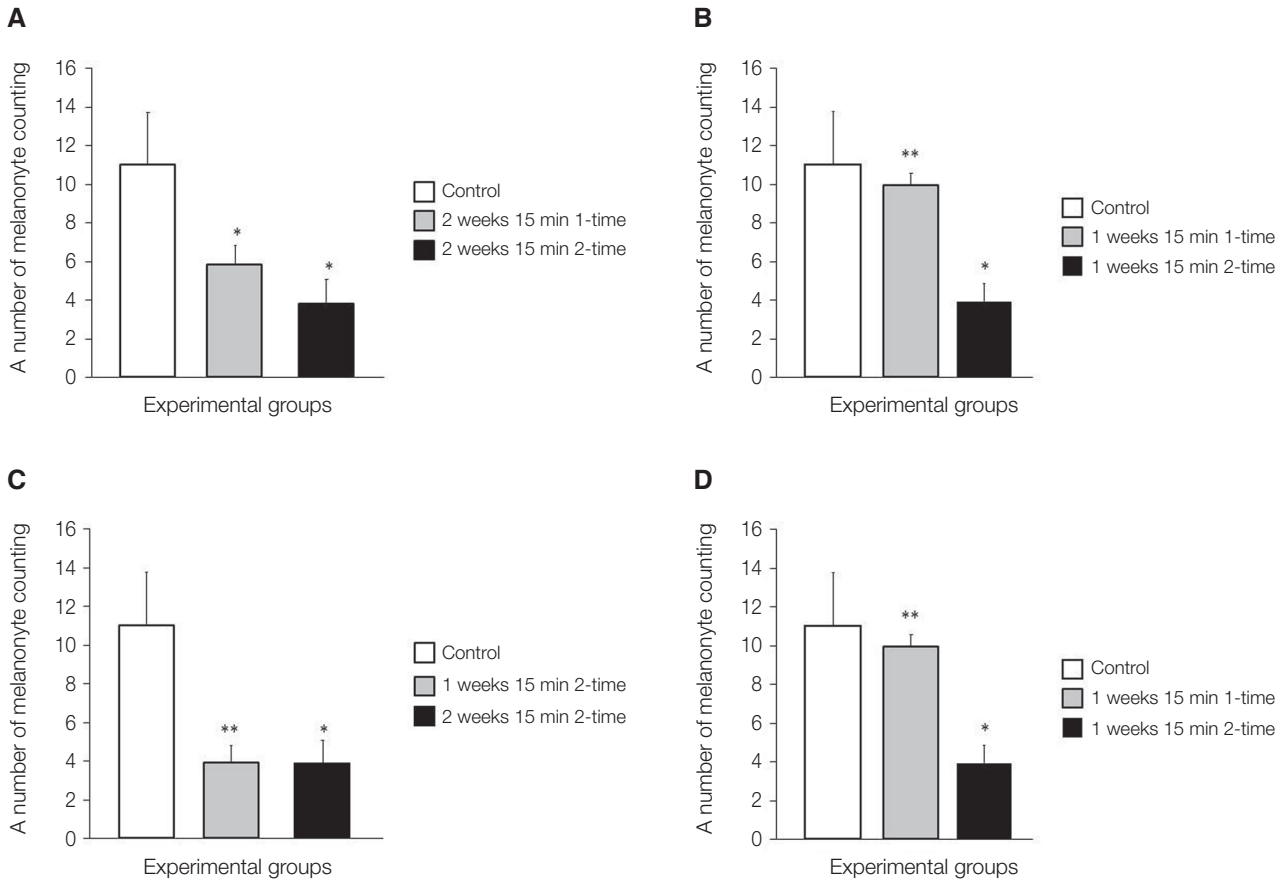 A
A number of melanonyte counting
16
14
12
10
8
6
4
2
0
*
*
Experimental groups
Control
2 weeks 15 min 1-time
2 weeks 15 min 2-time
B
A number of melanonyte counting
16
14
12
10
8
6
4
2
0
**
*
Experimental groups
Control
1 weeks 15 min 1-time
1 weeks 15 min 2-time
C
A number of melanonyte counting
16
14
12
10
8
6
4
2
0
**
*
Experimental groups
Control
1 weeks 15 min 2-time
2 weeks 15 min 2-time
D
A number of melanonyte counting
16
14
12
10
8
6
4
2
0
**
*
Experimental groups
Control
1 weeks 15 min 1-time
1 weeks 15 min 2-time